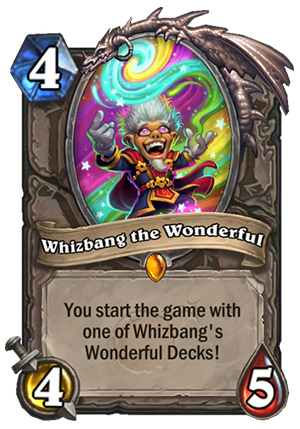 4
Whizbang the Wonderful
You start the game with
one of Whizbang's
Wonderful Decks!
4
5